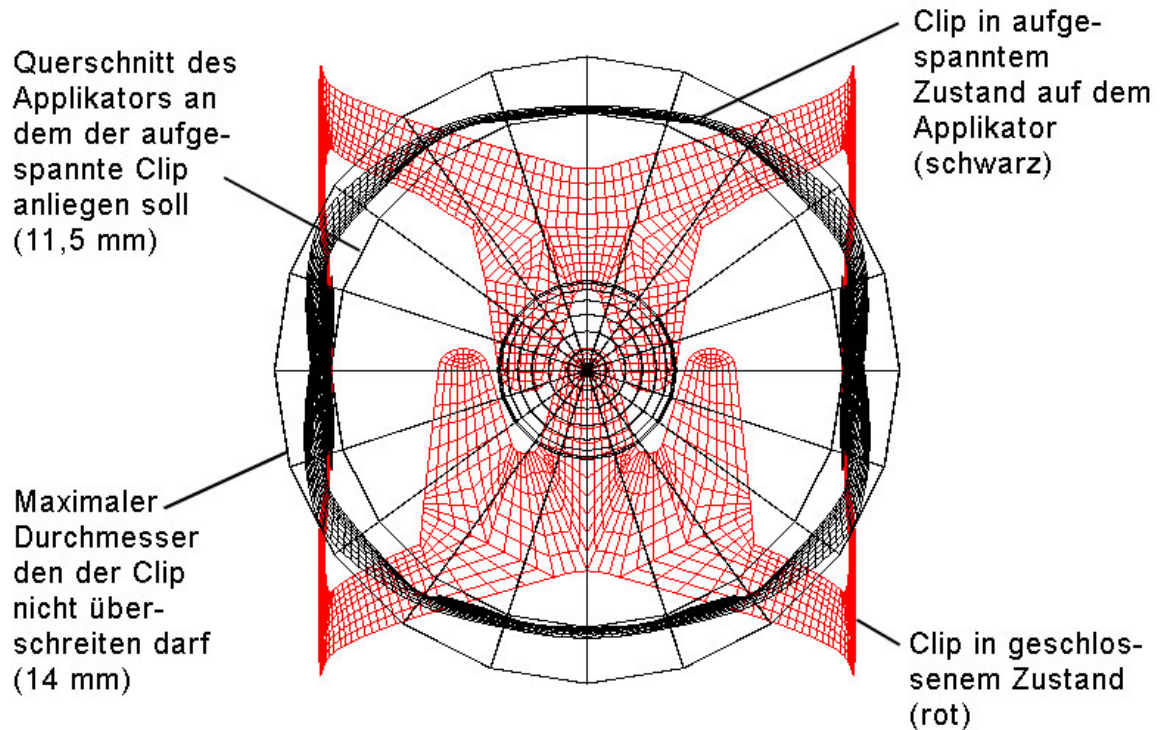 Querschnitt des
Applikators an
dem der aufge-
spannte Clip
anliegen soll
(11,5 mm)
Clip in aufge-
spanntem
Zustand auf dem
Applikator
(schwarz)
Maximaler
Durchmesser
den der Clip
nicht über-
schreiten darf
(14 mm)
Clip in geschlos-
senem Zustand
(rot)